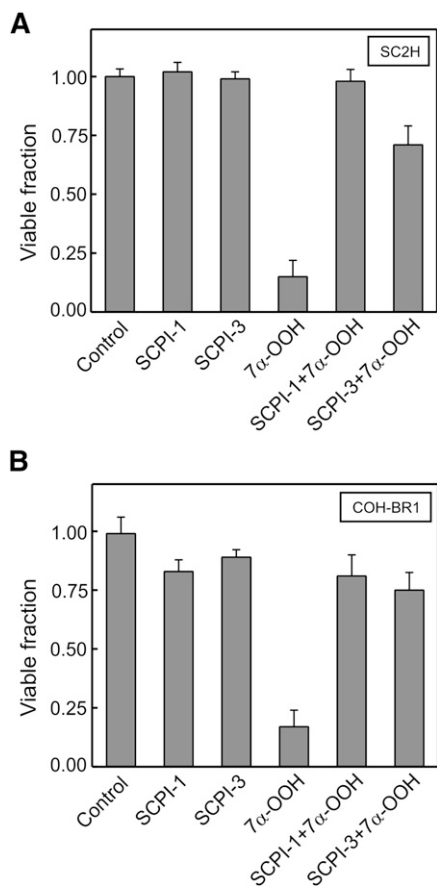 A
SC2H
1.00
0.75
0.50
0.25
0.00
Viable fraction
Control
SCPI-1
SCPI-3
7α-OOH
SCPI-1+7α-OOH
SCPI-3+7α-OOH
B
COH-BR1
1.00
0.75
0.50
0.25
0.00
Viable fraction
Control
SCPI-1
SCPI-3
7α-OOH
SCPI-1+7α-OOH
SCPI-3+7α-OOH